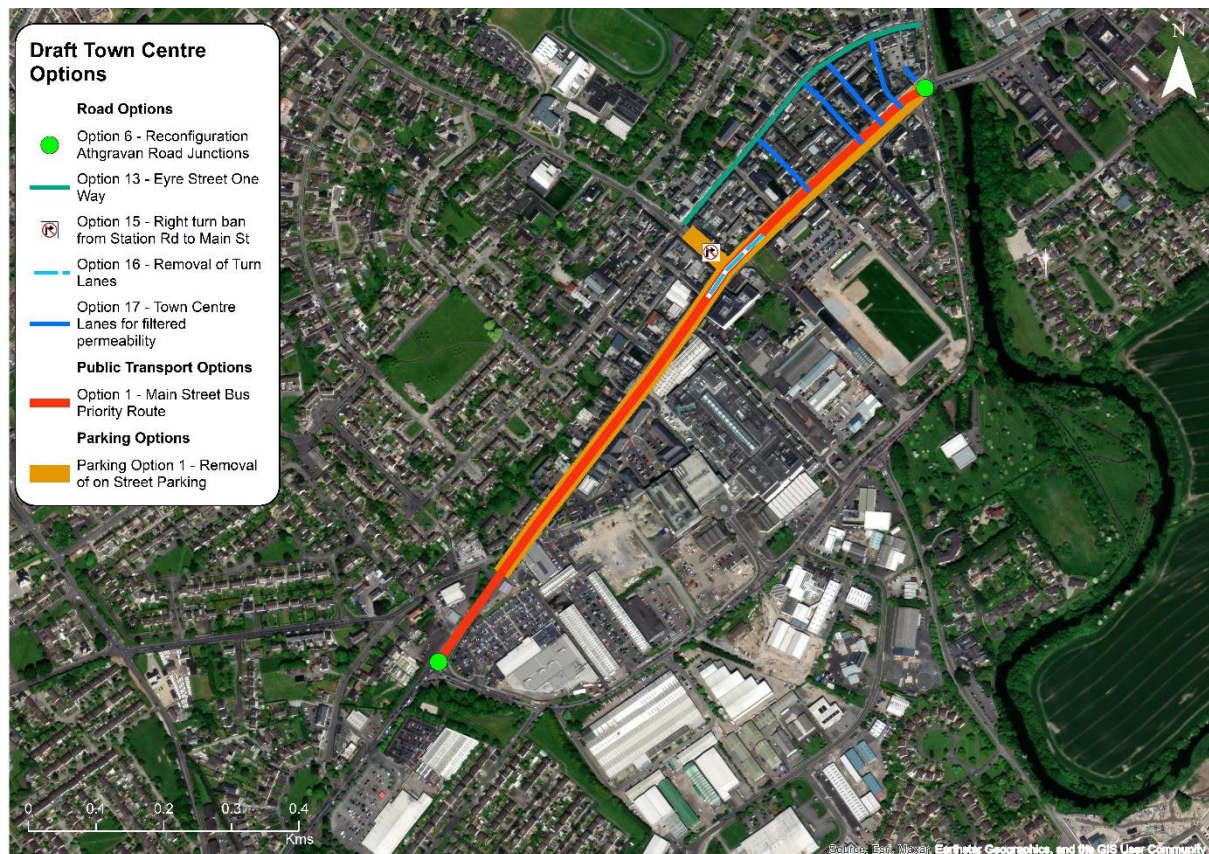 Draft Town Centre
Options
Road Options
Option 6 - Reconfiguration
Athgravan Road Junctions
Option 13 - Eyre Street One
Way
Option 15 - Right turn ban
from Station Rd to Main St
Option 16 - Removal of Turn
Lanes
Option 17 - Town Centre
Lanes for filtered
permeability
Public Transport Options
Option 1 - Main Street Bus
Priority Route
Parking Options
Parking Option 1 - Removal
of on Street Parking
N
0 0.1 0.2 0.3 0.4
Kms
Source: Esri, Maxar, Earthstar Geographics, and the GIS User Community